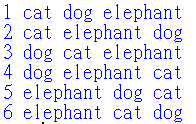 1 cat dog elephant
2 cat elephant dog
3 dog cat elephant
4 dog elephant cat
5 elephant dog cat
6 elephant cat dog